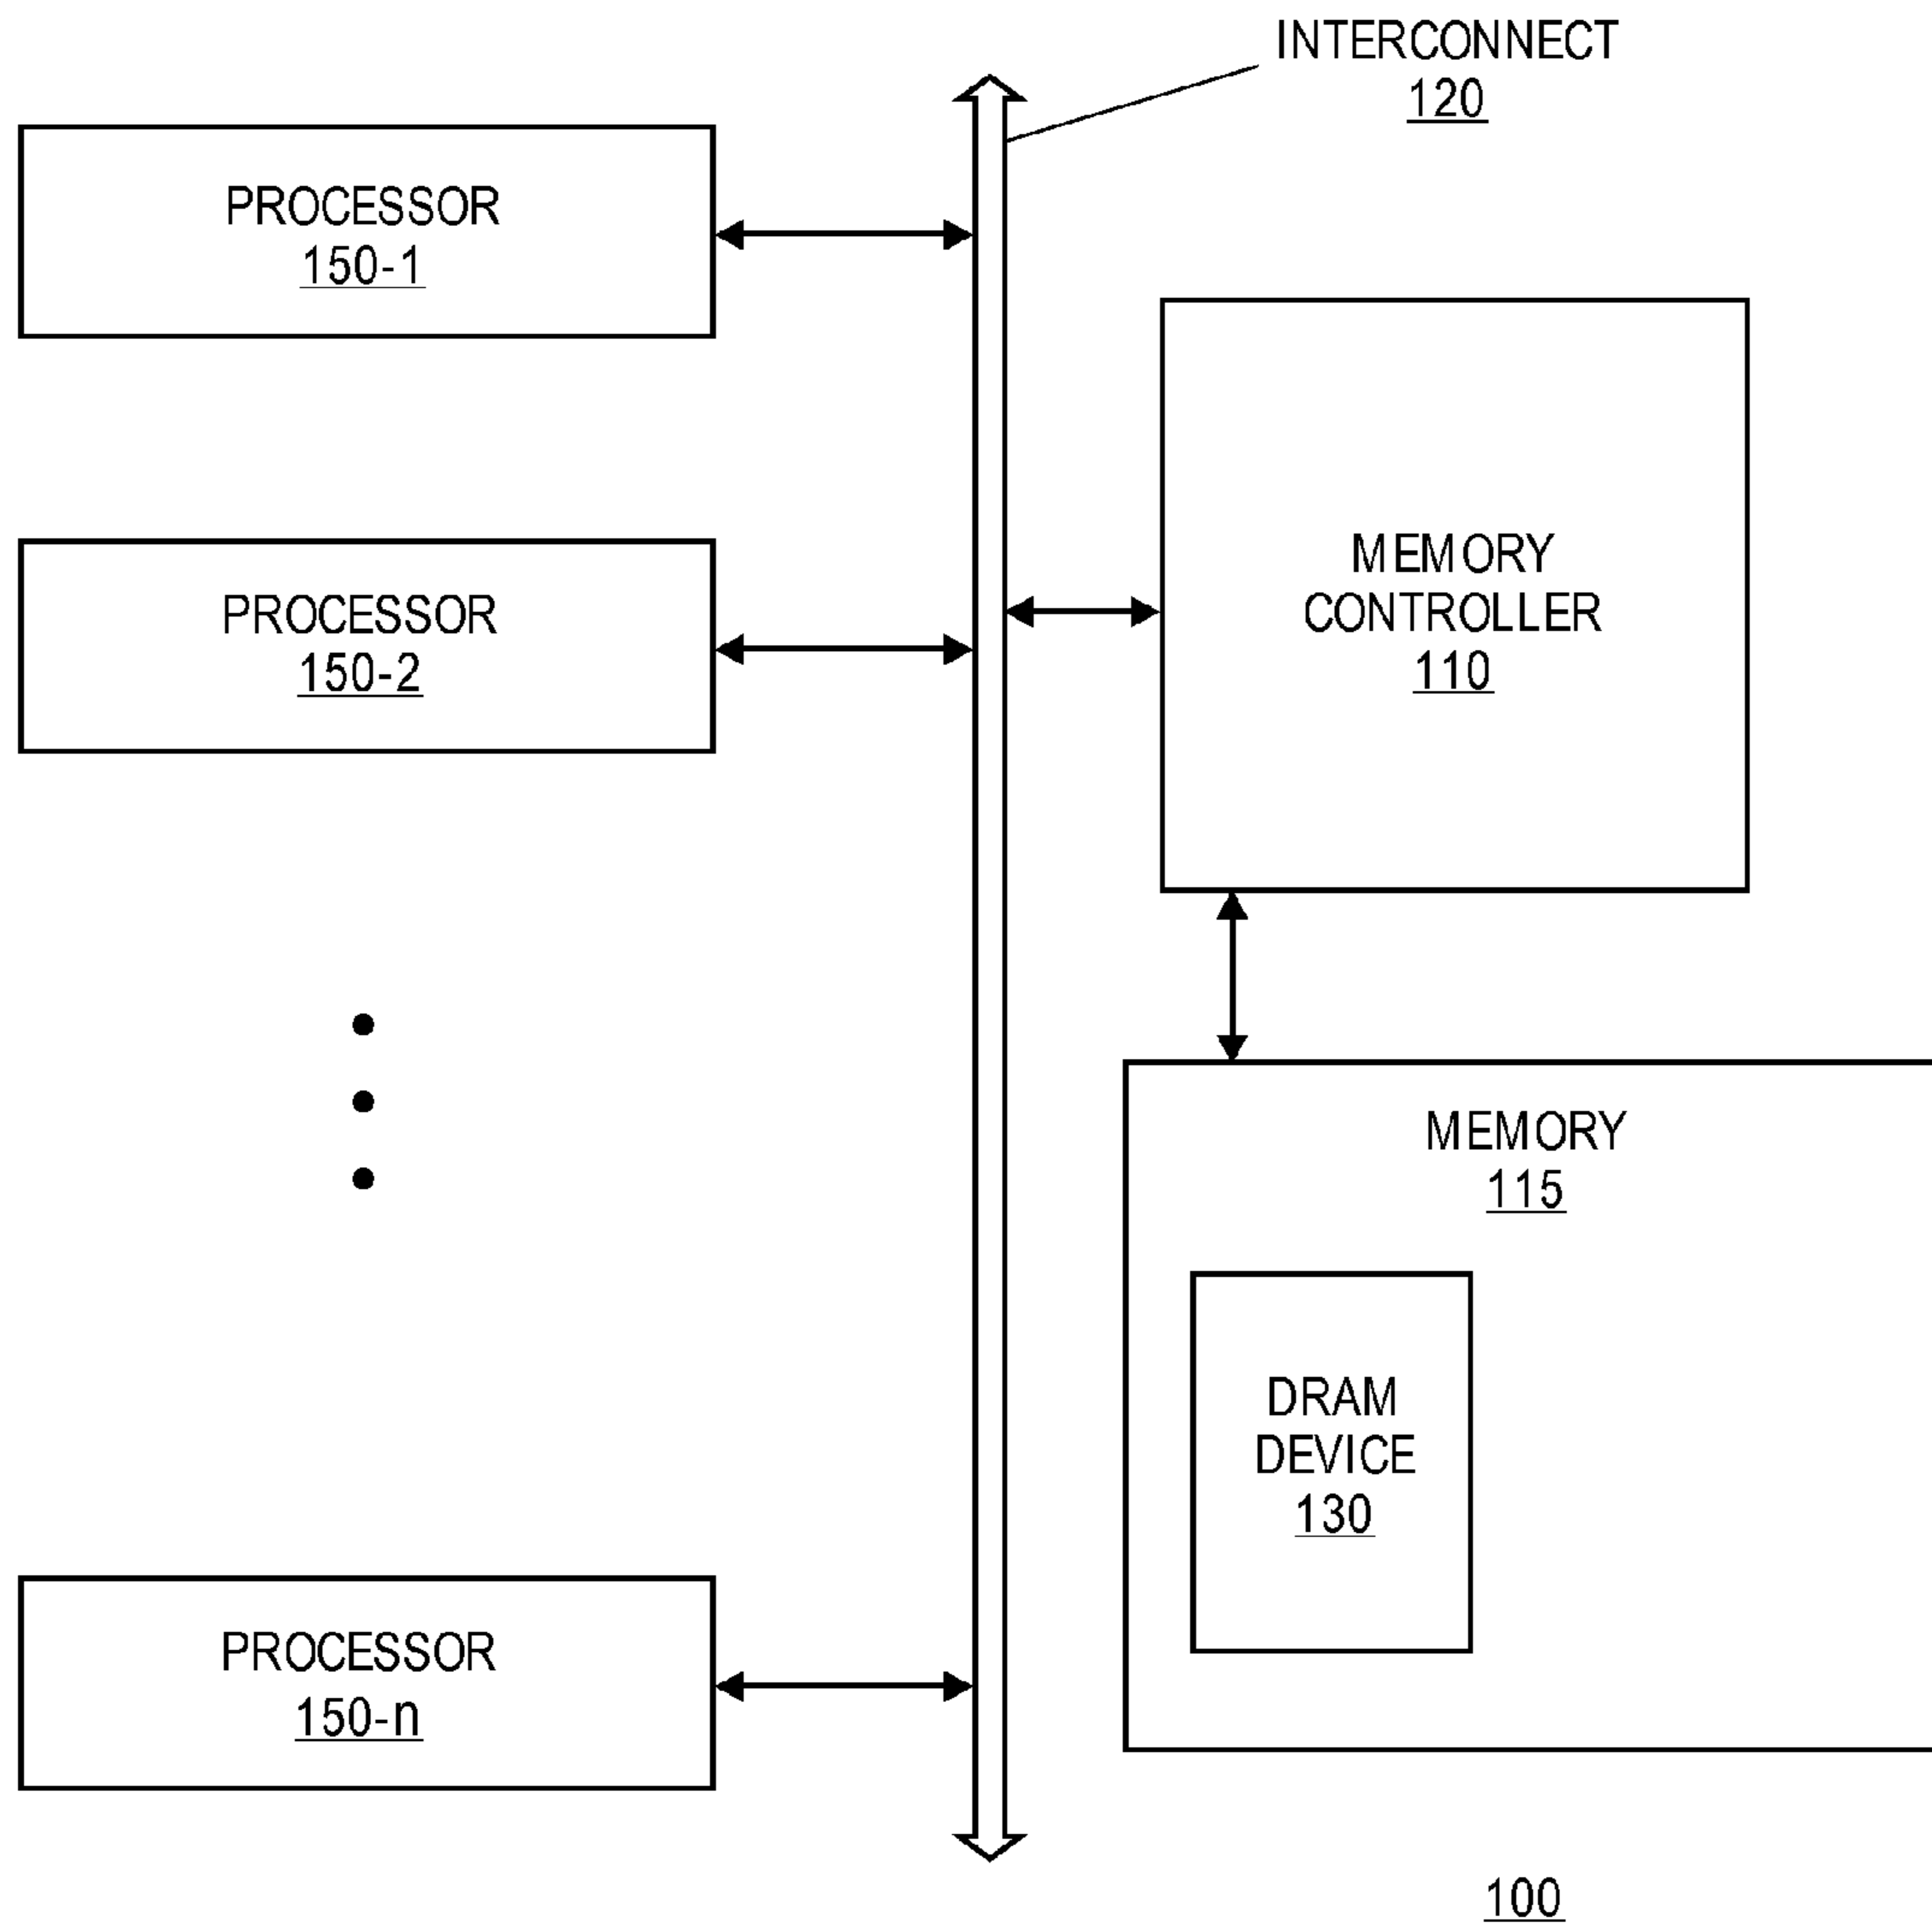 INTERCONNECT
120
PROCESSOR
150-1
MEMORY
CONTROLLER
110
PROCESSOR
150-2
MEMORY
115
DRAM
DEVICE
130
PROCESSOR
150-n
100